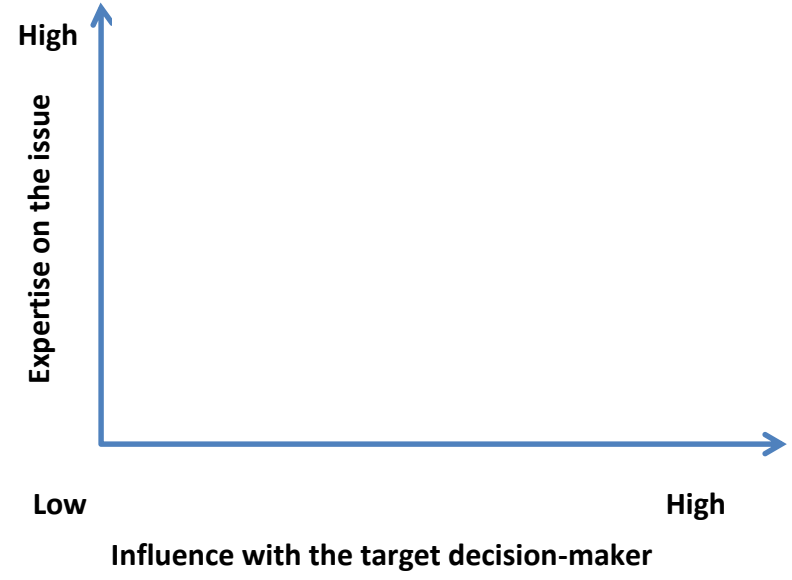 High
Expertise on the issue
Low
High
Influence with the target decision-maker